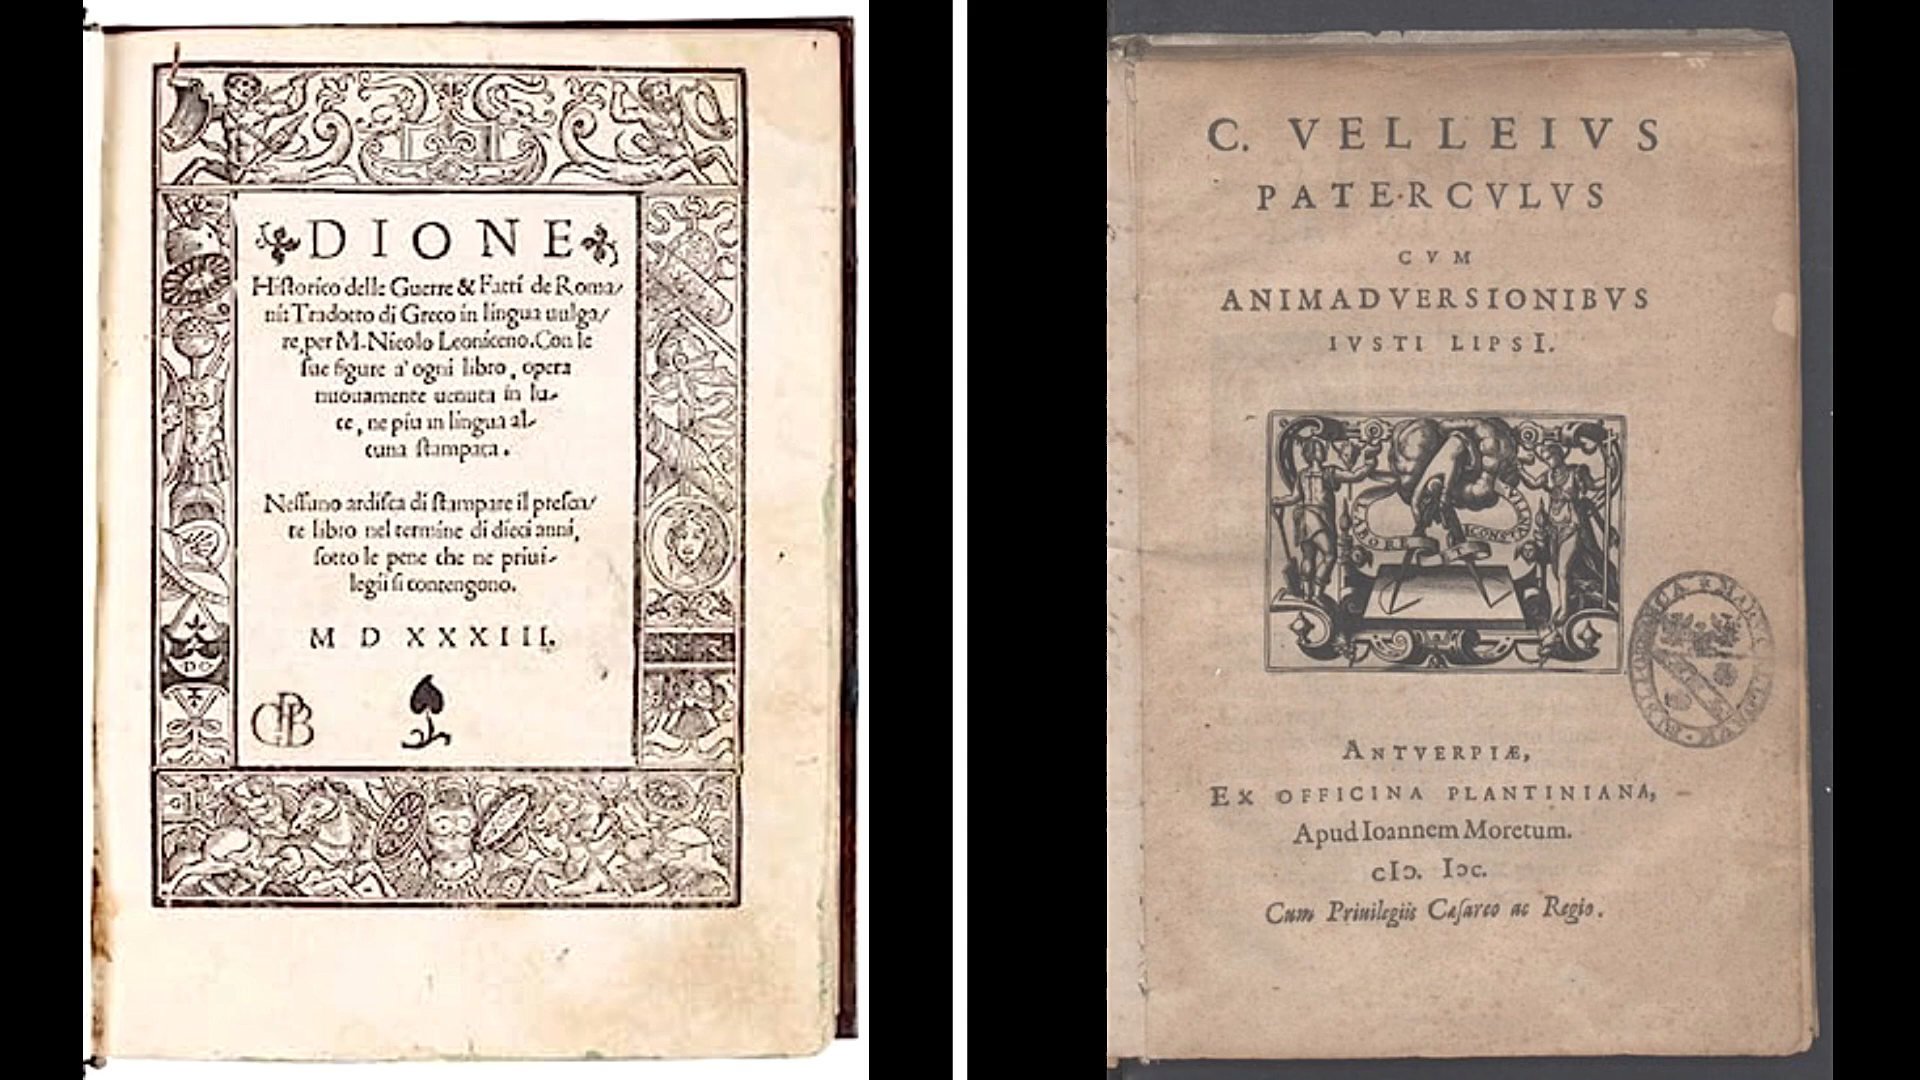 DIONE
Historico delle Guerre & Fatti de Roma/
ni: Tradotto di Greco in lingua uulga/
re, per M. Nicolo Leoniceno. Con le
sue figure a' ogni libro, opera
nuouamente uenuta in lu-
ce, ne piu in lingua al-
cuna stampata.
Nessuno ardisca di stampare il presen/
te libro nel termine di dieci anni,
sotto le pene che ne priui-
legii si contengono.
M D XXXIII.
DO
C. VELLEIVS
PATERCVLVS
CVM
ANIMADVERSIONIBVS
IVSTI LIPSI.
LABORE ET CONSTANTIA
ANTVERPIÆ,
EX OFFICINA PLANTINIANA,
Apud Ioannem Moretum.
cIↃ. IↃc.
Cum Priuilegiis Cæsareo ac Regio.